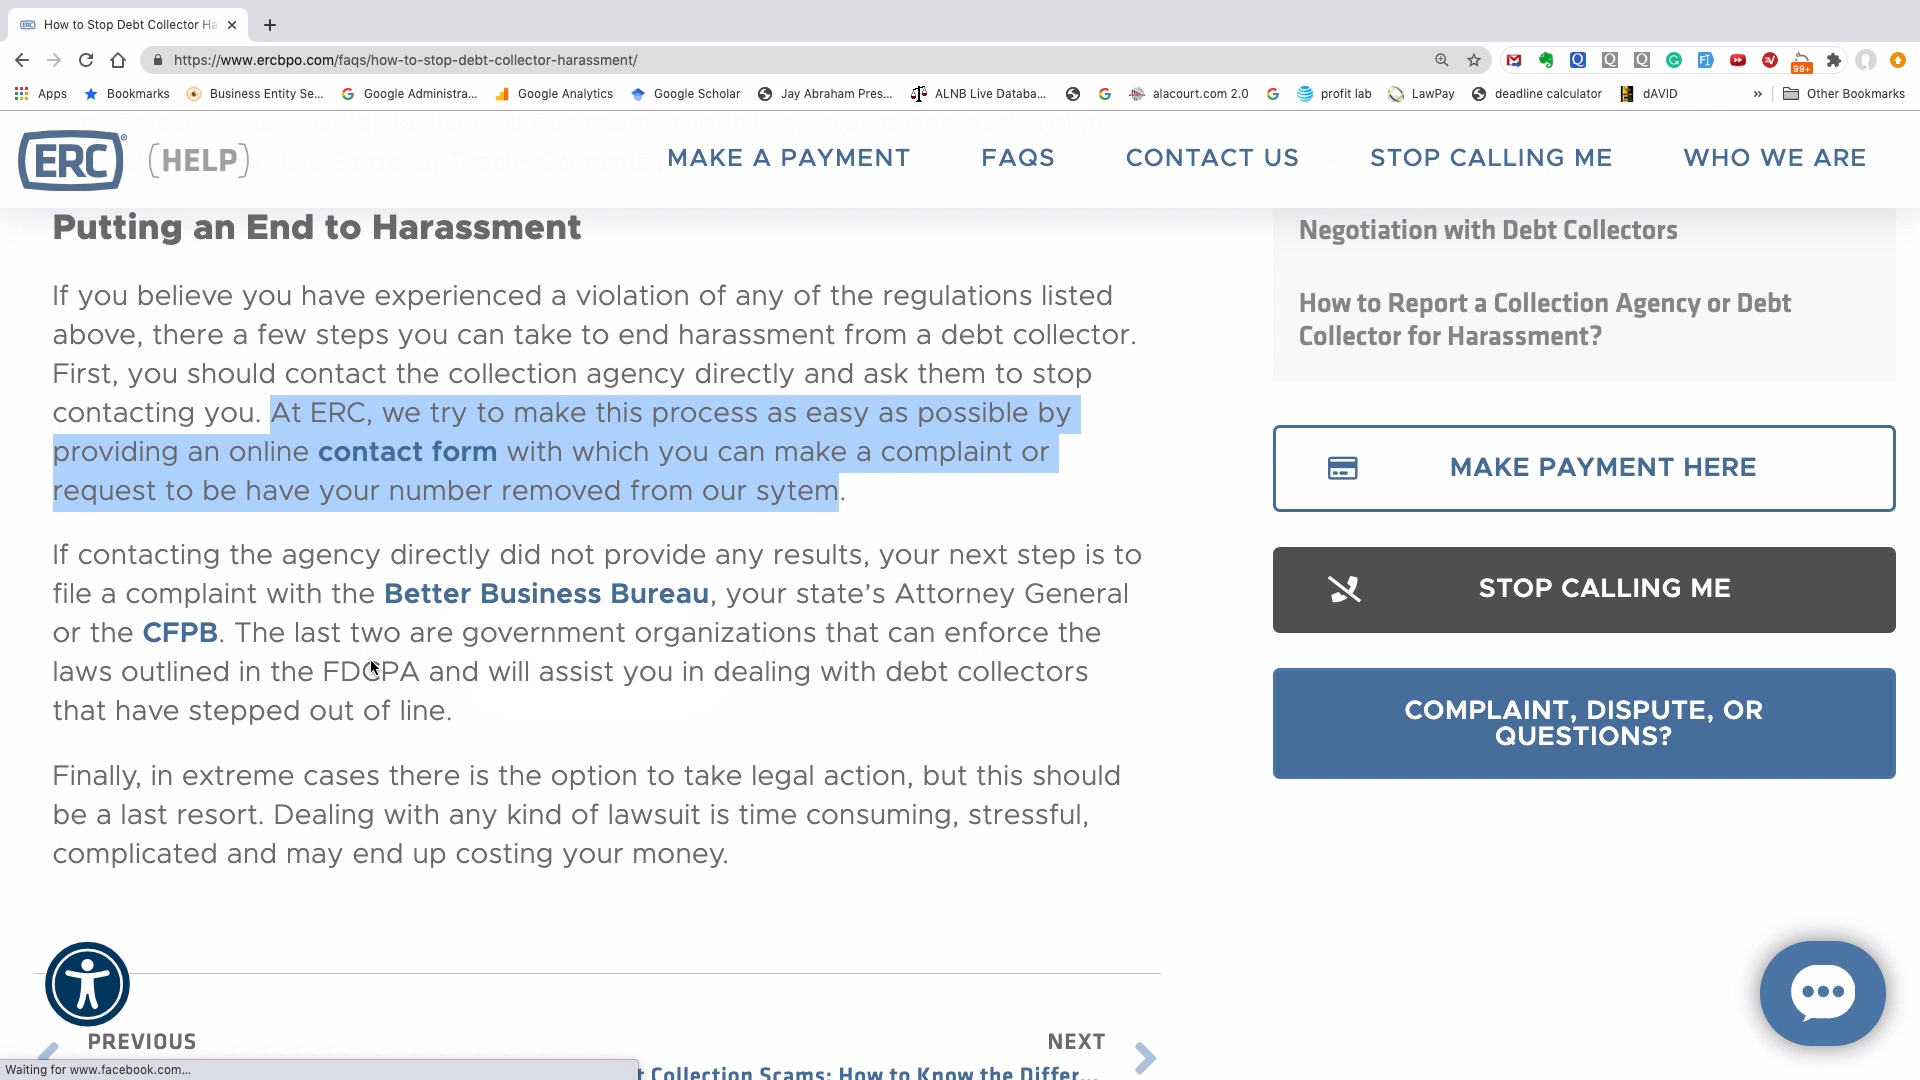 How to Stop Debt Collector Ha
https://www.ercbpo.com/faqs/how-to-stop-debt-collector-harassment/
99+
Apps Bookmarks Business Entity Se... Google Administra... Google Analytics Google Scholar Jay Abraham Pres... ALNB Live Databa... alacourt.com 2.0 profit lab LawPay deadline calculator dAVID » Other Bookmarks
ERC (HELP) MAKE A PAYMENT FAQS CONTACT US STOP CALLING ME WHO WE ARE
Putting an End to Harassment
If you believe you have experienced a violation of any of the regulations listed
above, there a few steps you can take to end harassment from a debt collector.
First, you should contact the collection agency directly and ask them to stop
contacting you. At ERC, we try to make this process as easy as possible by
providing an online contact form with which you can make a complaint or
request to be have your number removed from our sytem.
If contacting the agency directly did not provide any results, your next step is to
file a complaint with the Better Business Bureau, your state’s Attorney General
or the CFPB. The last two are government organizations that can enforce the
laws outlined in the FDCPA and will assist you in dealing with debt collectors
that have stepped out of line.
Finally, in extreme cases there is the option to take legal action, but this should
be a last resort. Dealing with any kind of lawsuit is time consuming, stressful,
complicated and may end up costing your money.
Negotiation with Debt Collectors
How to Report a Collection Agency or Debt
Collector for Harassment?
MAKE PAYMENT HERE
STOP CALLING ME
COMPLAINT, DISPUTE, OR
QUESTIONS?
PREVIOUS
NEXT
t Collection Scams: How to Know the Differ...
Waiting for www.facebook.com...